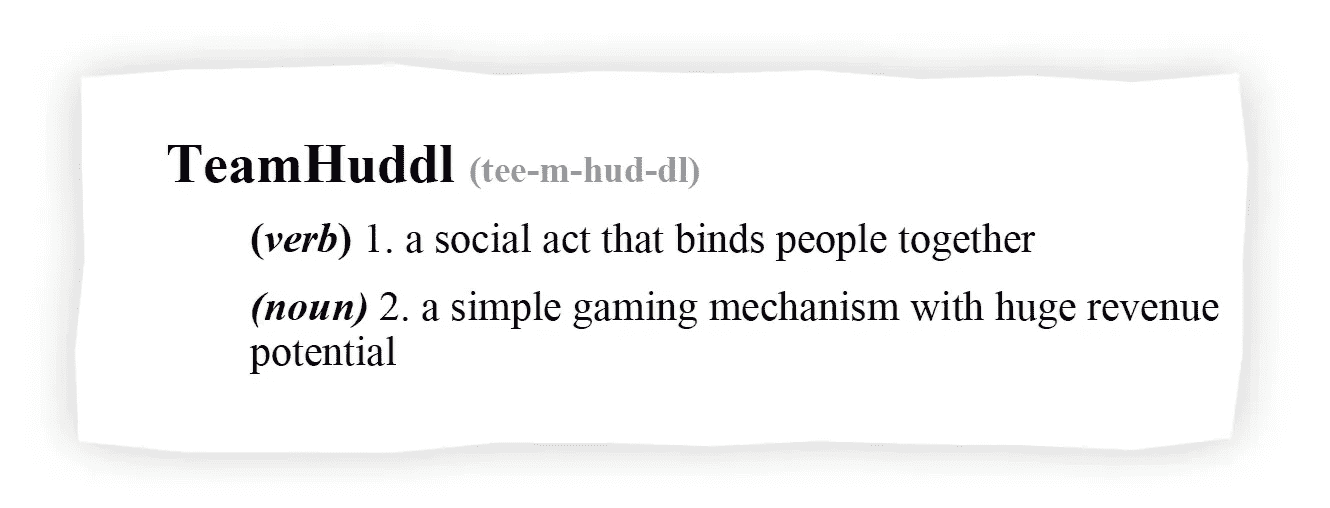 TeamHuddl (tee-m-hud-dl)
(verb) 1. a social act that binds people together
(noun) 2. a simple gaming mechanism with huge revenue
potential